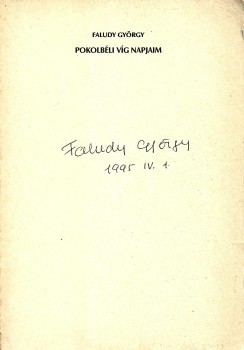 FALUDY GYÖRGY
POKOLBÉLI VÍG NAPJAIM
Faludy György
1995 IV. 1.